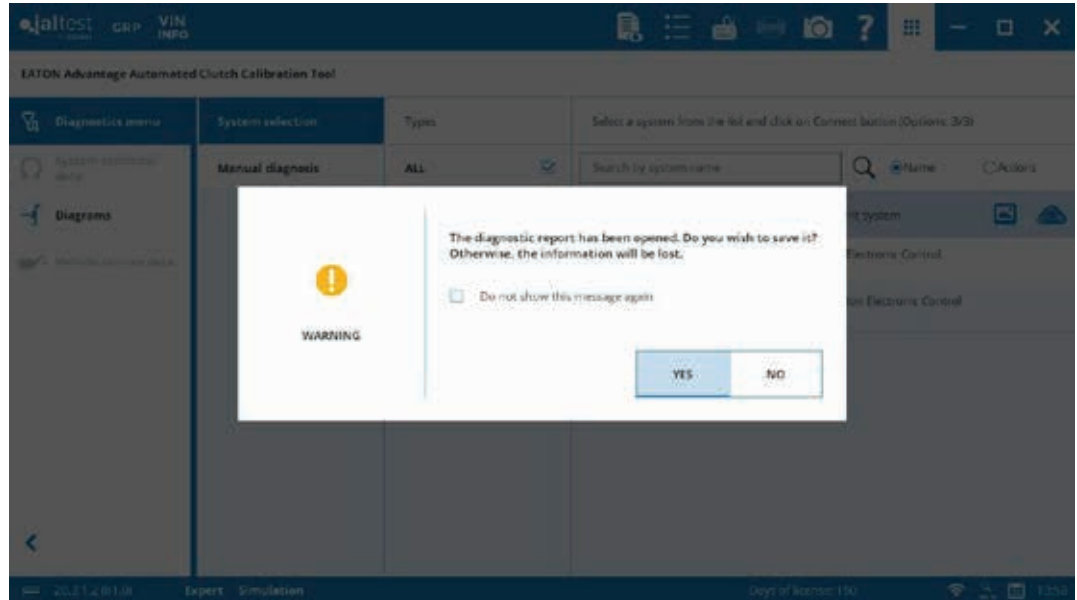 jaltest GRP VIN INFO
EATON Advantage Automated Clutch Calibration Tool
Diagnostics menu
System selection
Types
Select a system from the list and click on Connect button (Options: 3/3)
Manual diagnosis
ALL
Search by system name
Name
Actions
Diagrams
system
The diagnostic report has been opened. Do you wish to save it?
Otherwise, the information will be lost.
Electronic Control
Do not show this message again
Electronic Control
WARNING
YES
NO
Expert
Simulation
Days of license: